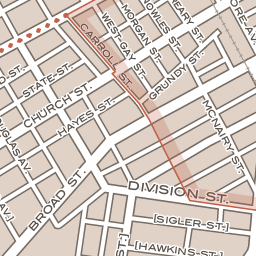 WEST-GAY ST.
MORGAN ST.
KNOWLES ST.
CARROLL ST.
GRUNDY ST.
STATE-ST.
CHURCH ST.
HAYES ST.
MCNAIRY-ST.
BROAD ST.
DIVISION ST.
[SIGLER-ST.]
[HAWKINS-ST.]